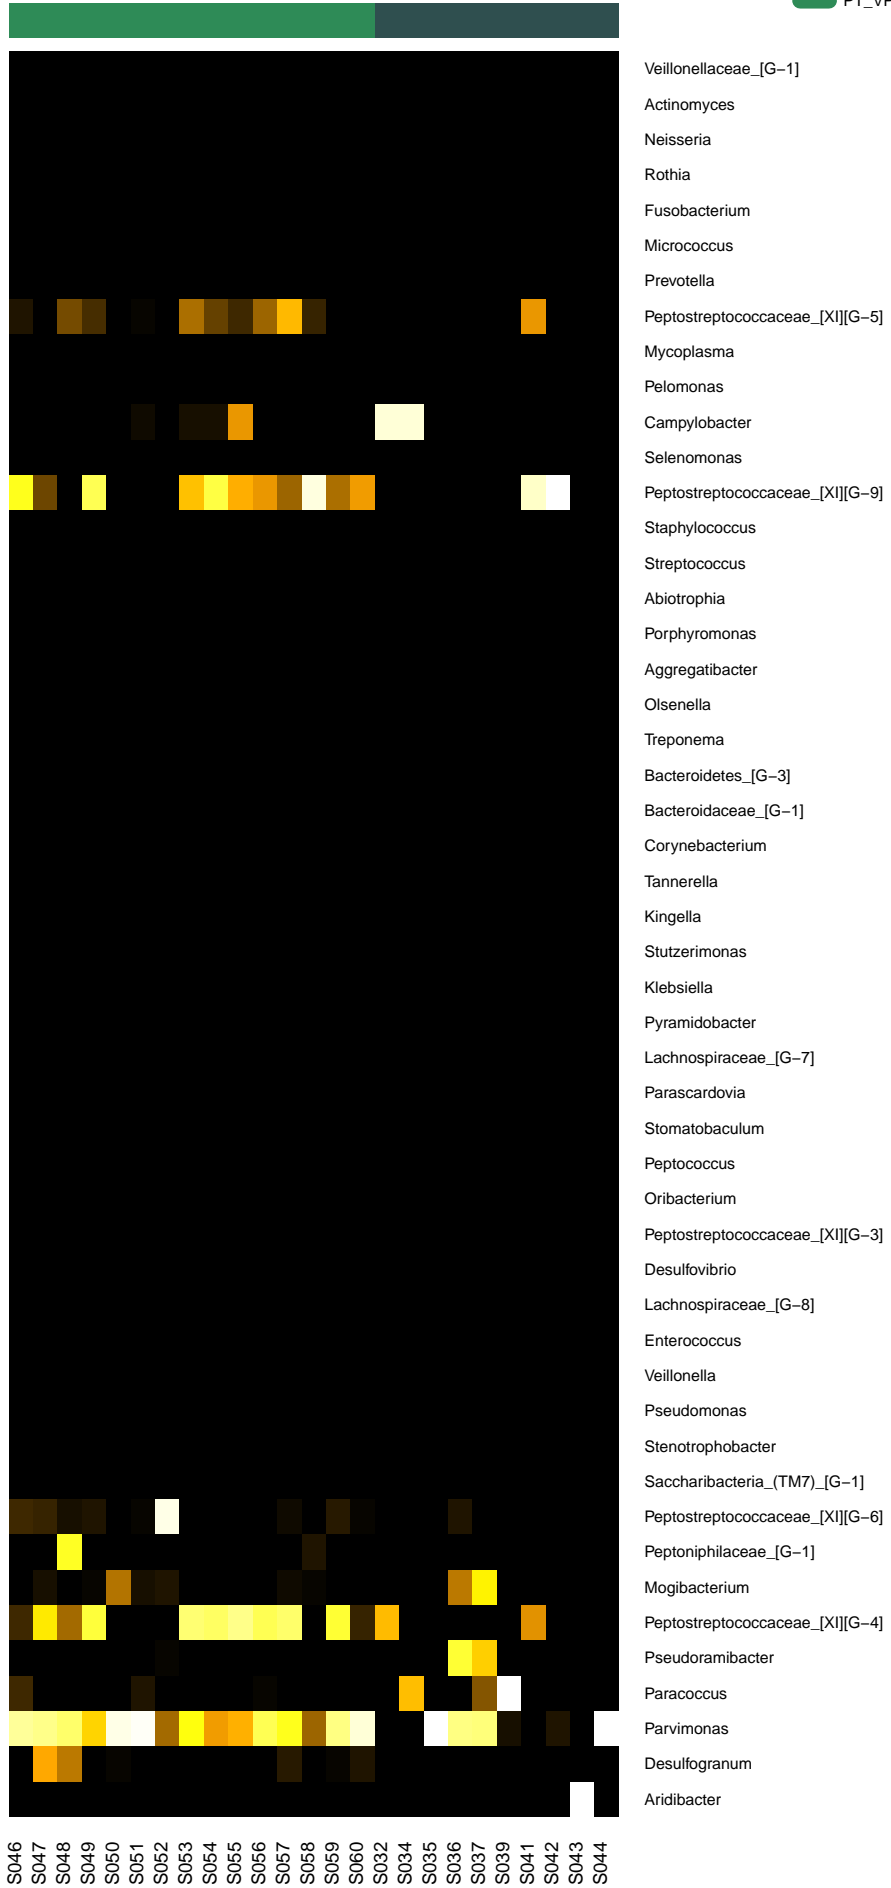 Veillonellaceae_[G−1]
Actinomyces
Neisseria
Rothia
Fusobacterium
Micrococcus
Prevotella
Peptostreptococcaceae_[XI][G−5]
Mycoplasma
Pelomonas
Campylobacter
Selenomonas
Peptostreptococcaceae_[XI][G−9]
Staphylococcus
Streptococcus
Abiotrophia
Porphyromonas
Aggregatibacter
Olsenella
Treponema
Bacteroidetes_[G−3]
Bacteroidaceae_[G−1]
Corynebacterium
Tannerella
Kingella
Stutzerimonas
Klebsiella
Pyramidobacter
Lachnospiraceae_[G−7]
Parascardovia
Stomatobaculum
Peptococcus
Oribacterium
Peptostreptococcaceae_[XI][G−3]
Desulfovibrio
Lachnospiraceae_[G−8]
Enterococcus
Veillonella
Pseudomonas
Stenotrophobacter
Saccharibacteria_(TM7)_[G−1]
Peptostreptococcaceae_[XI][G−6]
Peptoniphilaceae_[G−1]
Mogibacterium
Peptostreptococcaceae_[XI][G−4]
Pseudoramibacter
Paracoccus
Parvimonas
Desulfogranum
Aridibacter
S046
S047
S048
S049
S050
S051
S052
S053
S054
S055
S056
S057
S058
S059
S060
S032
S034
S035
S036
S037
S039
S041
S042
S043
S044